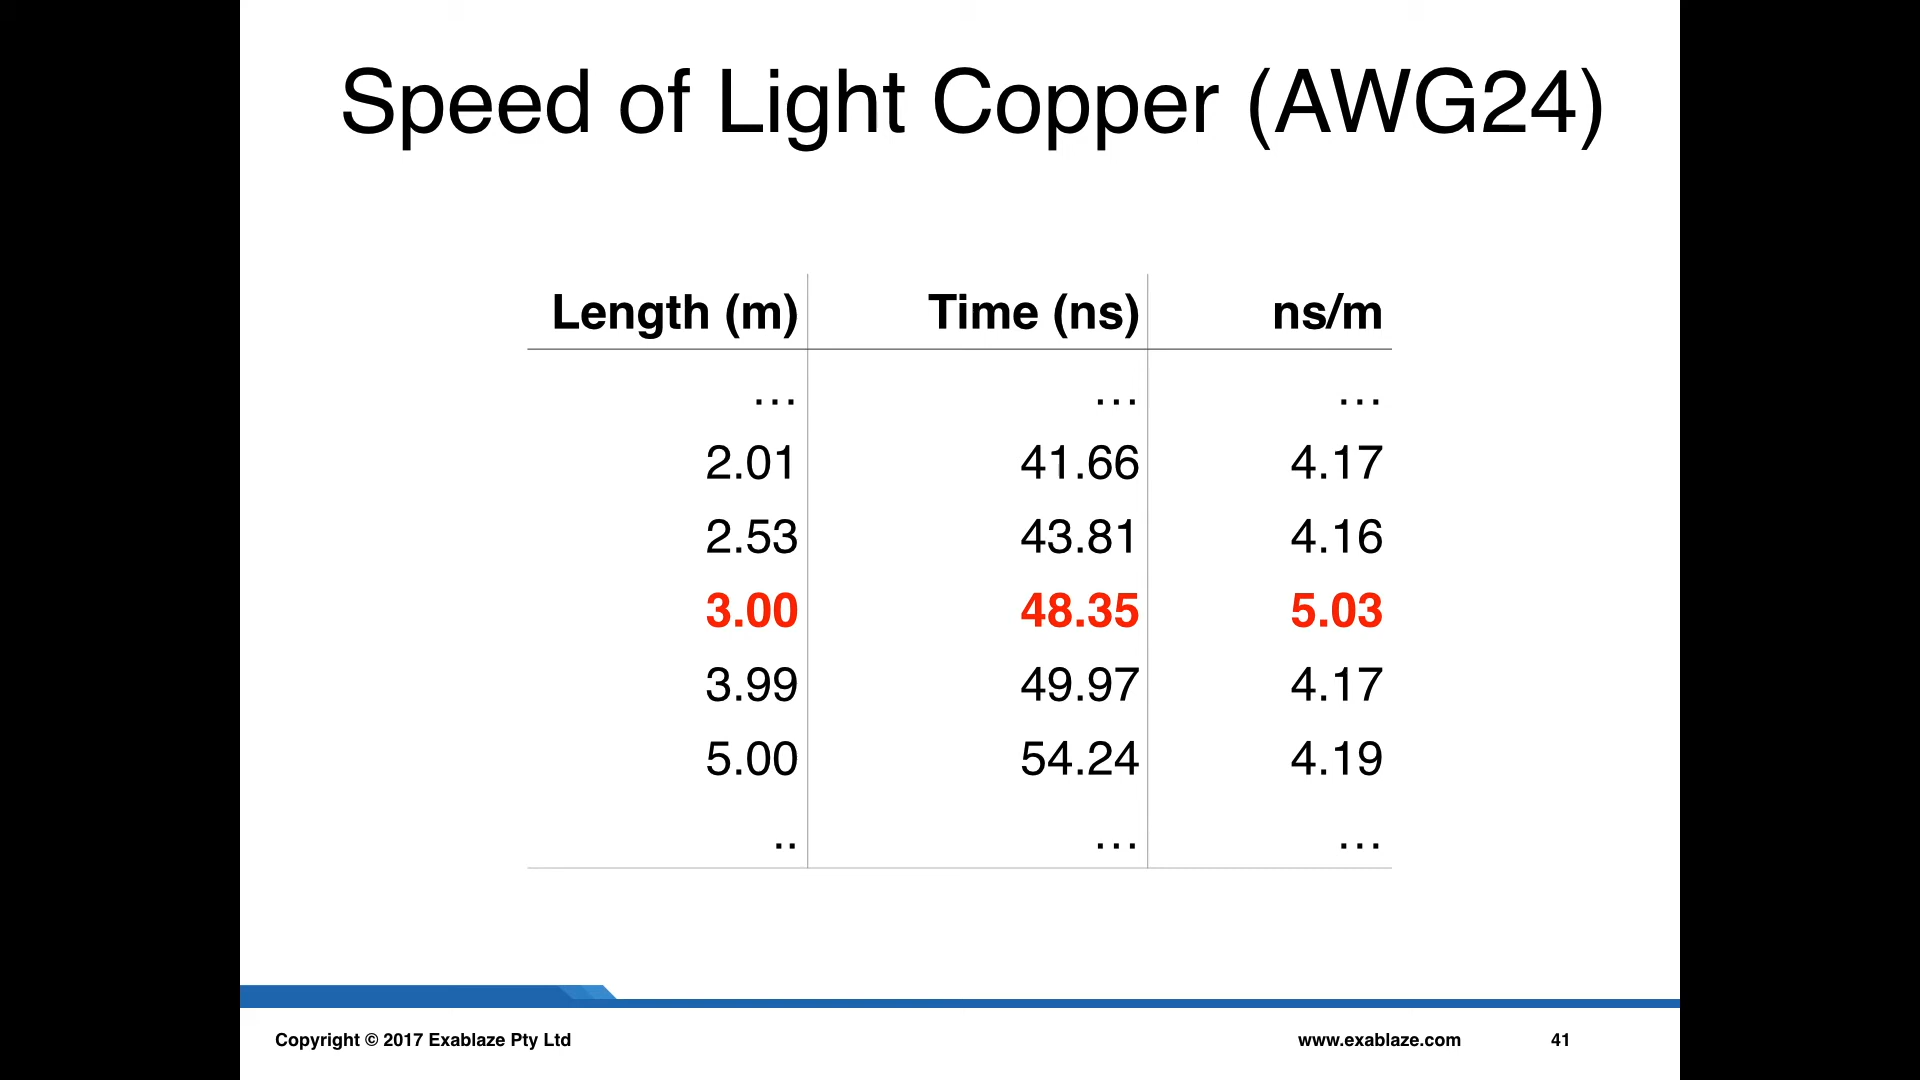 Speed of Light Copper (AWG24)
Length (m) Time (ns) ns/m
… … …
2.01 41.66 4.17
2.53 43.81 4.16
3.00 48.35 5.03
3.99 49.97 4.17
5.00 54.24 4.19
.. … …
Copyright © 2017 Exablaze Pty Ltd www.exablaze.com 41